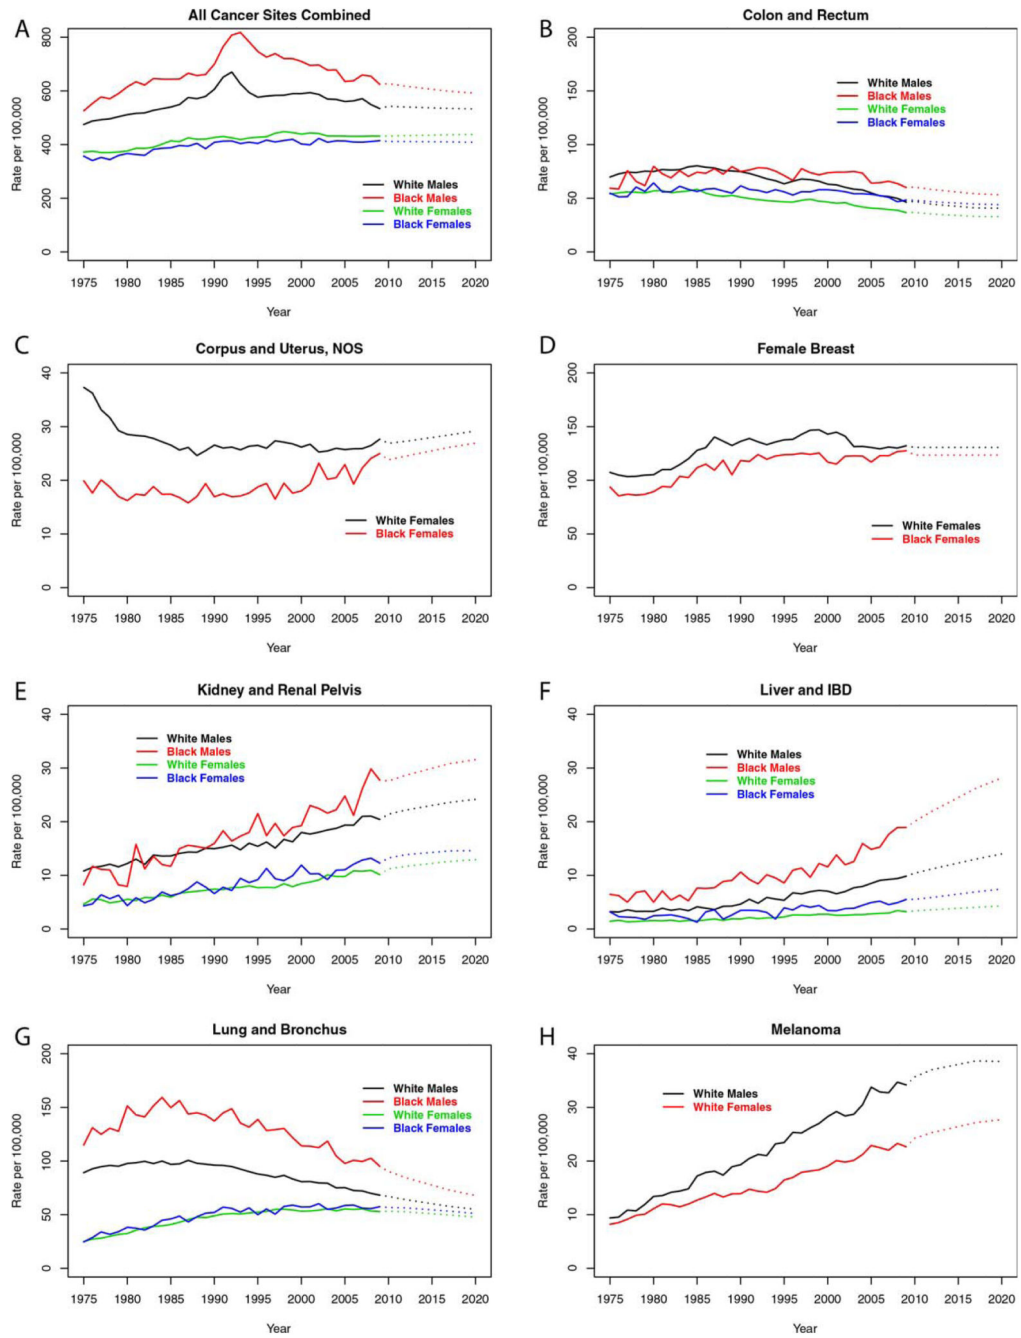 A
All Cancer Sites Combined
Rate per 100,000
800
600
400
200
0
White Males
Black Males
White Females
Black Females
1975 1980 1985 1990 1995 2000 2005 2010 2015 2020
Year
B
Colon and Rectum
Rate per 100,000
200
150
100
50
0
White Males
Black Males
White Females
Black Females
1975 1980 1985 1990 1995 2000 2005 2010 2015 2020
Year
C
Corpus and Uterus, NOS
Rate per 100,000
40
30
20
10
0
White Females
Black Females
1975 1980 1985 1990 1995 2000 2005 2010 2015 2020
Year
D
Female Breast
Rate per 100,000
200
150
100
50
0
White Females
Black Females
1975 1980 1985 1990 1995 2000 2005 2010 2015 2020
Year
E
Kidney and Renal Pelvis
Rate per 100,000
40
30
20
10
0
White Males
Black Males
White Females
Black Females
1975 1980 1985 1990 1995 2000 2005 2010 2015 2020
Year
F
Liver and IBD
Rate per 100,000
40
30
20
10
0
White Males
Black Males
White Females
Black Females
1975 1980 1985 1990 1995 2000 2005 2010 2015 2020
Year
G
Lung and Bronchus
Rate per 100,000
200
150
100
50
0
White Males
Black Males
White Females
Black Females
1975 1980 1985 1990 1995 2000 2005 2010 2015 2020
Year
H
Melanoma
Rate per 100,000
40
30
20
10
0
White Males
White Females
1975 1980 1985 1990 1995 2000 2005 2010 2015 2020
Year